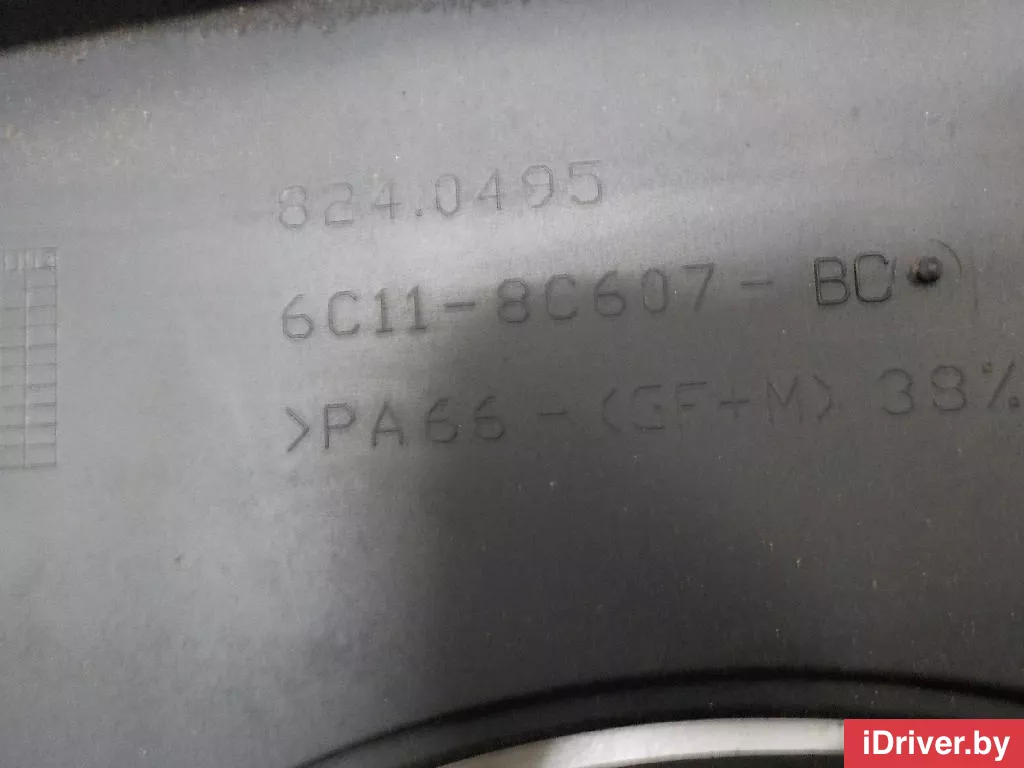 824.0495
6C11-8C607-BC
>PA66-(GF+M) 38%
iDriver.by